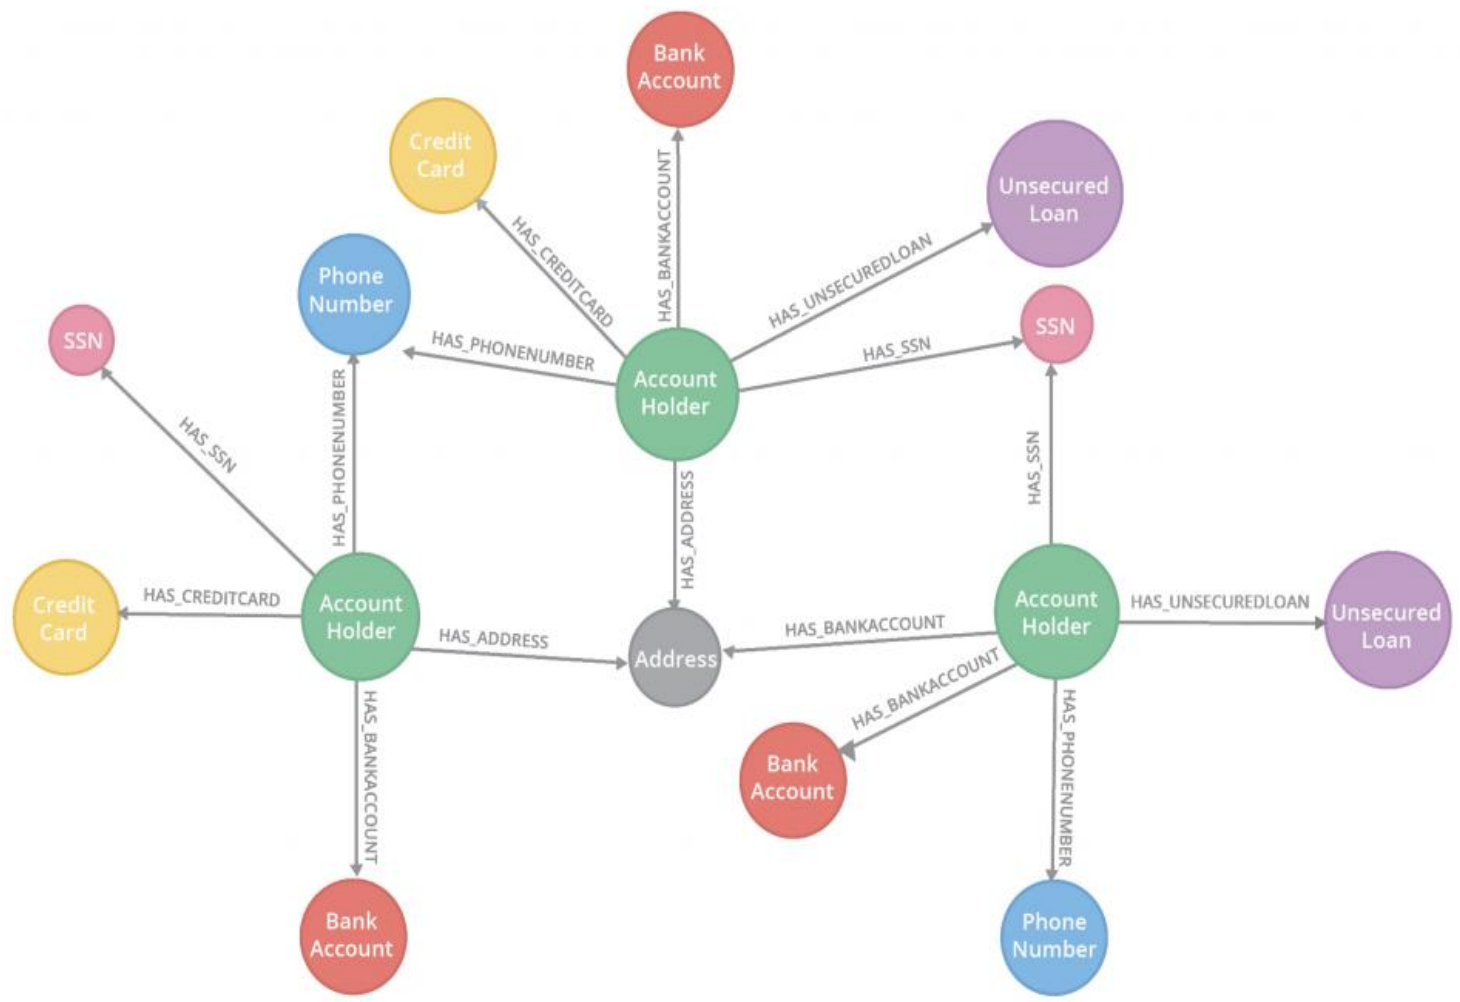 Bank
Account
Credit
Card
HAS_BANKACCOUNT
Unsecured
Loan
HAS_CREDITCARD
HAS_UNSECUREDLOAN
Phone
Number
SSN
SSN
HAS_PHONENUMBER
HAS_SSN
Account
Holder
HAS_SSN
HAS_PHONENUMBER
HAS_SSN
HAS_ADDRESS
Credit
Card
HAS_CREDITCARD
Account
Holder
HAS_ADDRESS
Address
HAS_BANKACCOUNT
Account
Holder
HAS_UNSECUREDLOAN
Unsecured
Loan
HAS_BANKACCOUNT
HAS_BANKACCOUNT
Bank
Account
HAS_PHONENUMBER
Bank
Account
Phone
Number